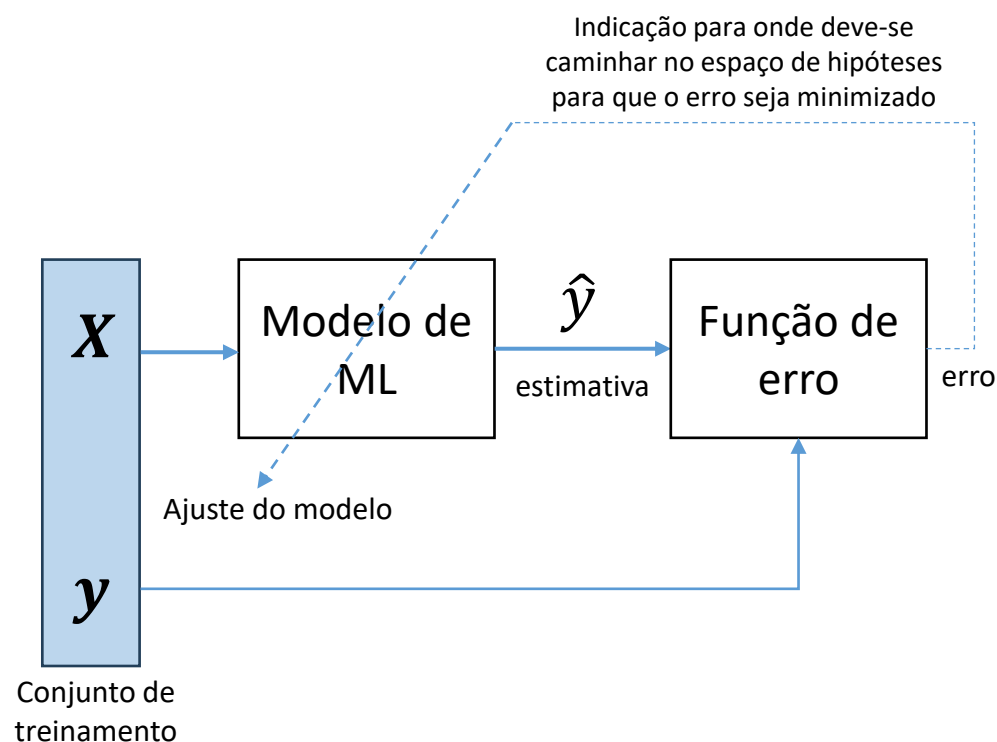 Indicação para onde deve-se
caminhar no espaço de hipóteses
para que o erro seja minimizado
X
Modelo de
ML
ŷ
estimativa
Função de
erro
erro
Ajuste do modelo
y
Conjunto de
treinamento